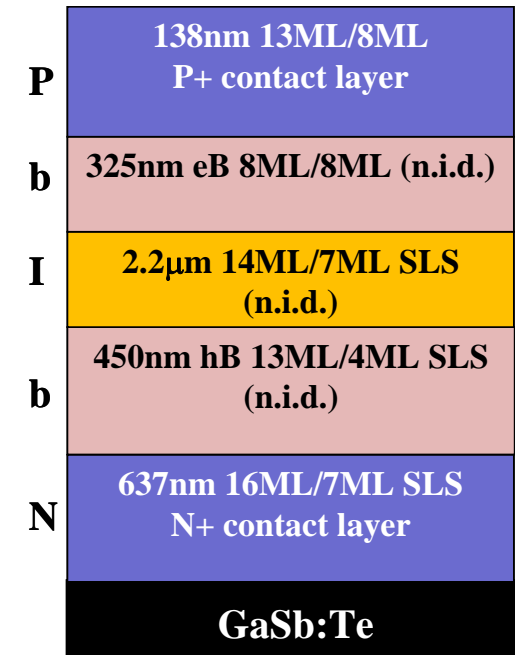 P
138nm 13ML/8ML
P+ contact layer
b
325nm eB 8ML/8ML (n.i.d.)
I
2.2μm 14ML/7ML SLS
(n.i.d.)
b
450nm hB 13ML/4ML SLS
(n.i.d.)
N
637nm 16ML/7ML SLS
N+ contact layer
GaSb:Te